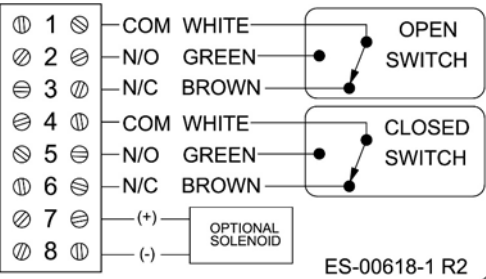 1 COM WHITE
2 N/O GREEN
3 N/C BROWN
OPEN
SWITCH
4 COM WHITE
5 N/O GREEN
6 N/C BROWN
CLOSED
SWITCH
7 (+)
8 (-)
OPTIONAL
SOLENOID
ES-00618-1 R2